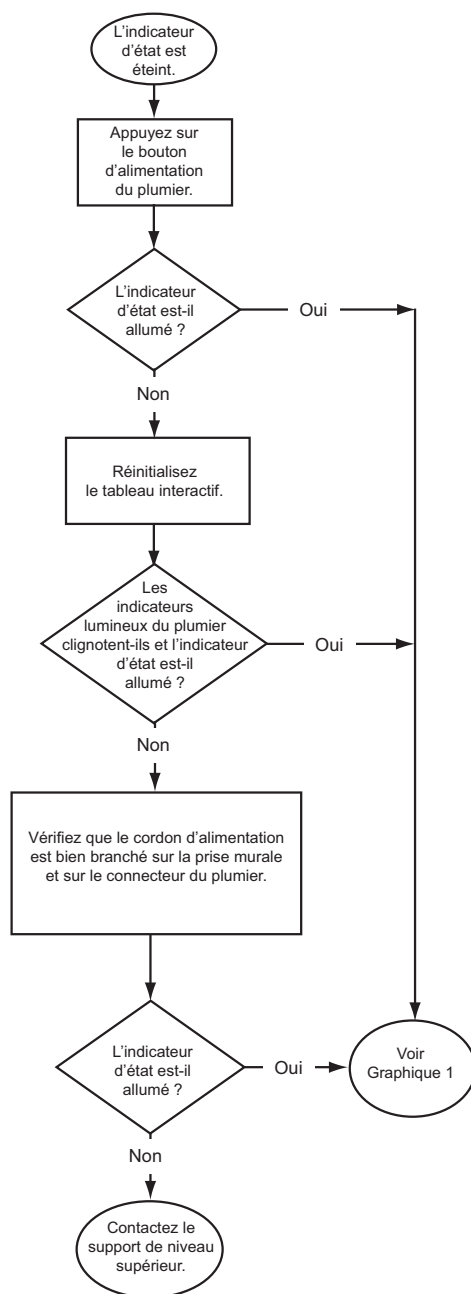 L’indicateur
d’état est
éteint.
Appuyez sur
le bouton
d’alimentation
du plumier.
L’indicateur
d’état est-il
allumé ?
Oui
Non
Réinitialisez
le tableau interactif.
Les
indicateurs
lumineux du plumier
clignotent-ils et l’indicateur
d’état est-il
allumé ?
Oui
Non
Vérifiez que le cordon d’alimentation
est bien branché sur la prise murale
et sur le connecteur du plumier.
L’indicateur
d’état est-il
allumé ?
Oui
Voir
Graphique 1
Non
Contactez le
support de niveau
supérieur.